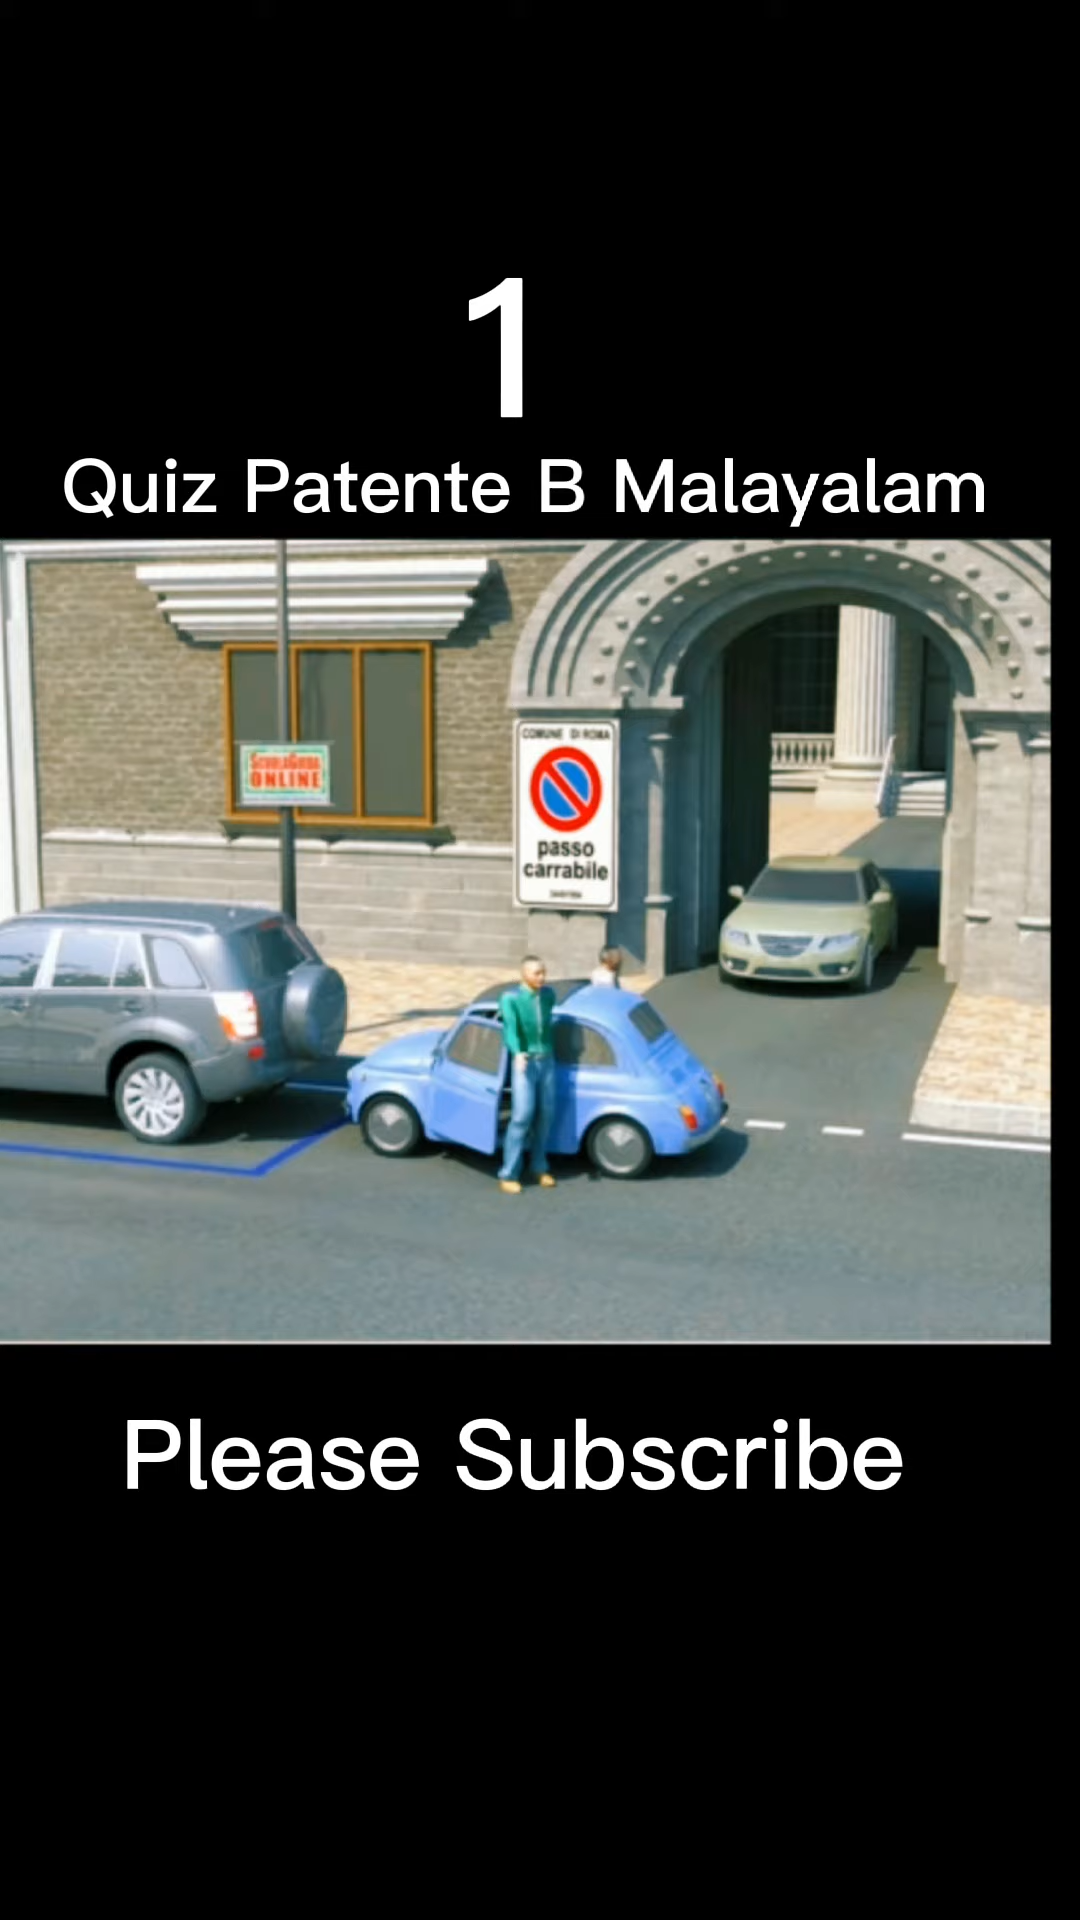 1
Quiz Patente B Malayalam
SCUOLAGUIDA
ONLINE
COMUNE DI ROMA
passo
carrabile
Please Subscribe